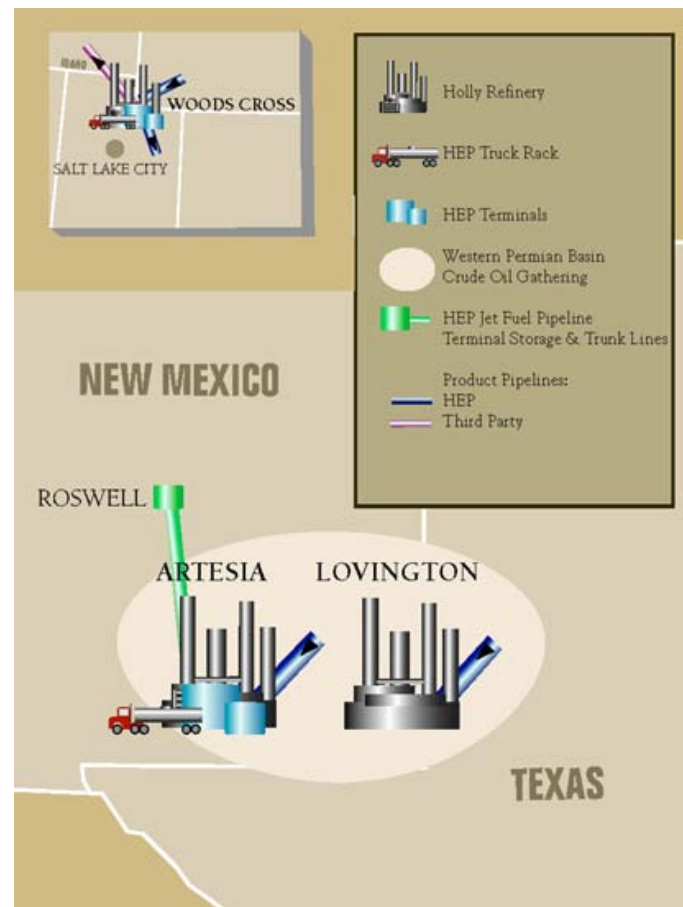 IDAHO
WOODS CROSS
SALT LAKE CITY
Holly Refinery
HEP Truck Rack
HEP Terminals
Western Permian Basin
Crude Oil Gathering
HEP Jet Fuel Pipeline
Terminal Storage & Trunk Lines
Product Pipelines:
HEP
Third Party
NEW MEXICO
ROSWELL
ARTESIA
LOVINGTON
TEXAS